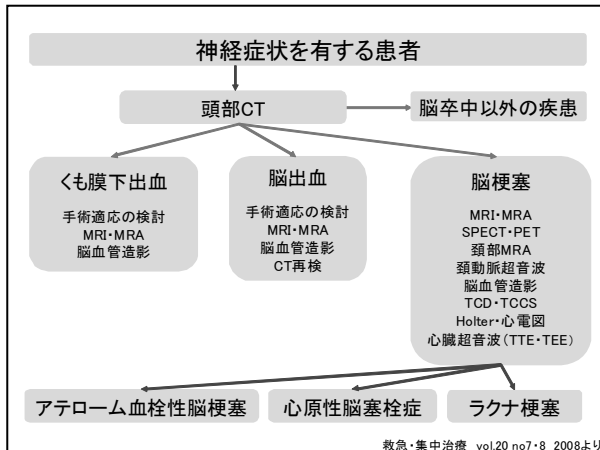 神経症状を有する患者
頭部CT
脳卒中以外の疾患
くも膜下出血
手術適応の検討
MRI・MRA
脳血管造影
脳出血
手術適応の検討
MRI・MRA
脳血管造影
CT再検
脳梗塞
MRI・MRA
SPECT・PET
頚部MRA
頚動脈超音波
脳血管造影
TCD・TCCS
Holter・心電図
心臓超音波（TTE・TEE）
アテローム血栓性脳梗塞
心原性脳塞栓症
ラクナ梗塞
救急・集中治療 vol.20 no7・8 2008より